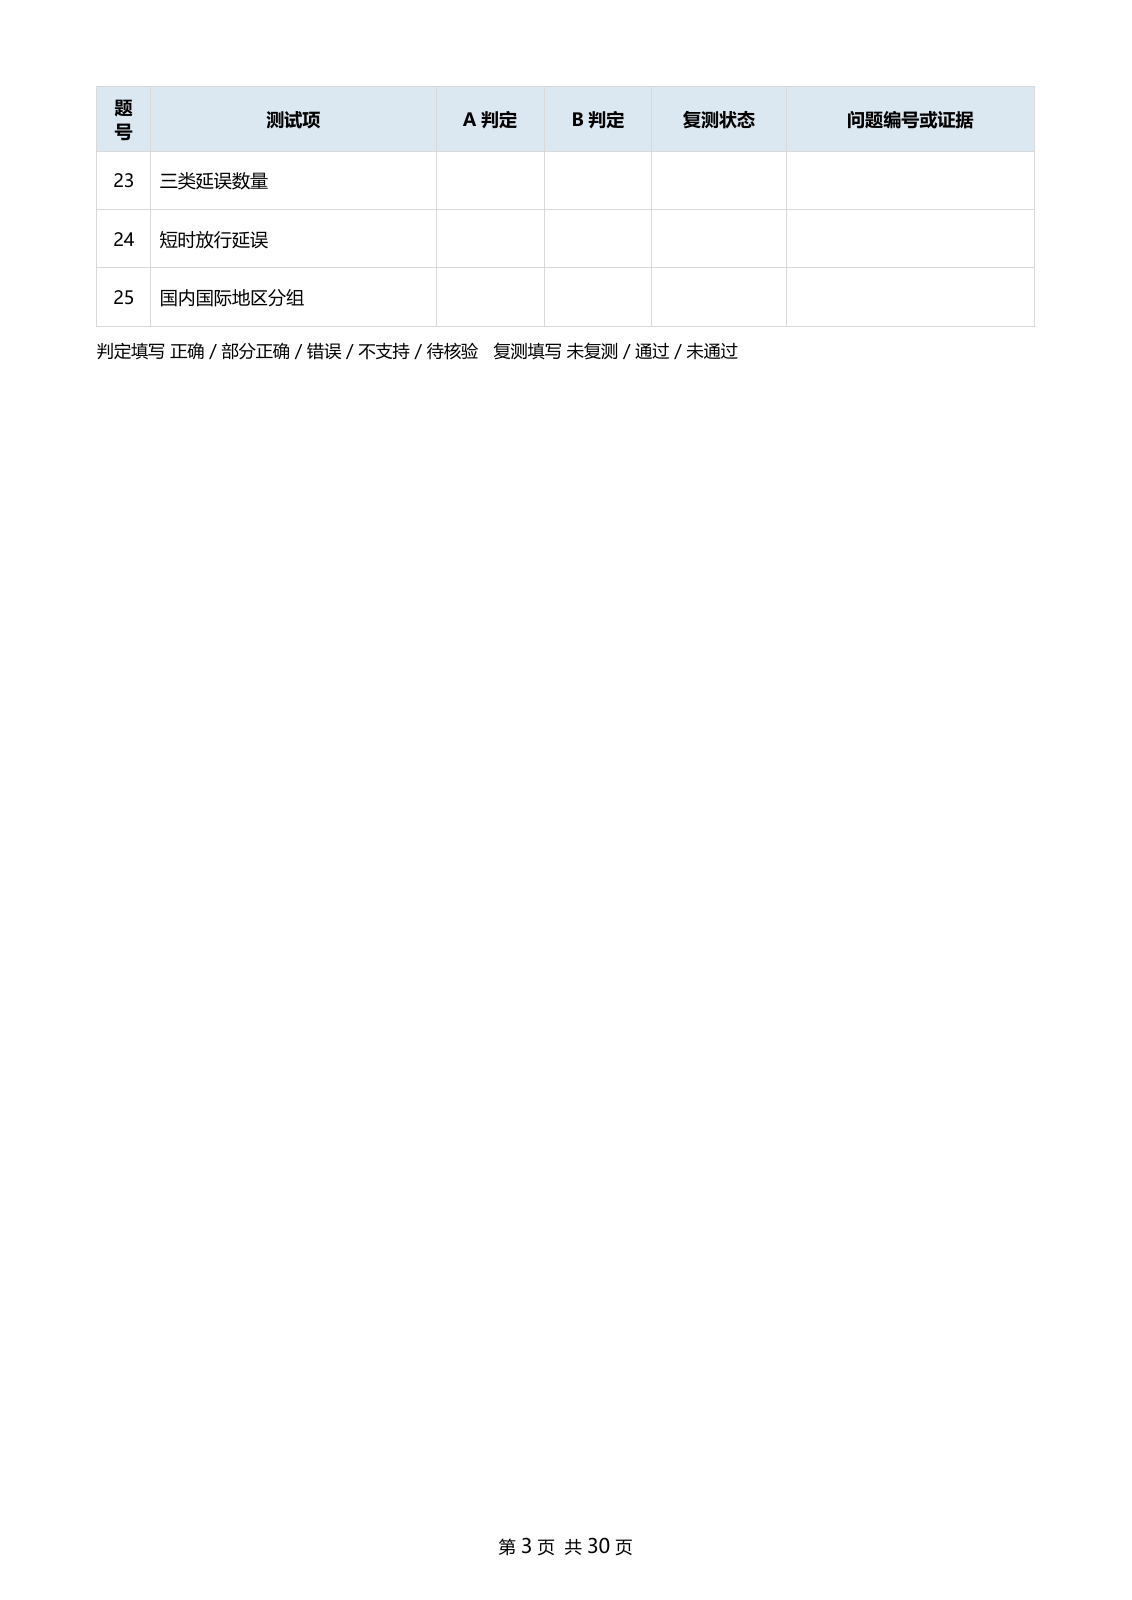 题号 测试项 A 判定 B 判定 复测状态 问题编号或证据
23 三类延误数量
24 短时放行延误
25 国内国际地区分组
判定填写 正确 / 部分正确 / 错误 / 不支持 / 待核验 复测填写 未复测 / 通过 / 未通过
第 3 页 共 30 页